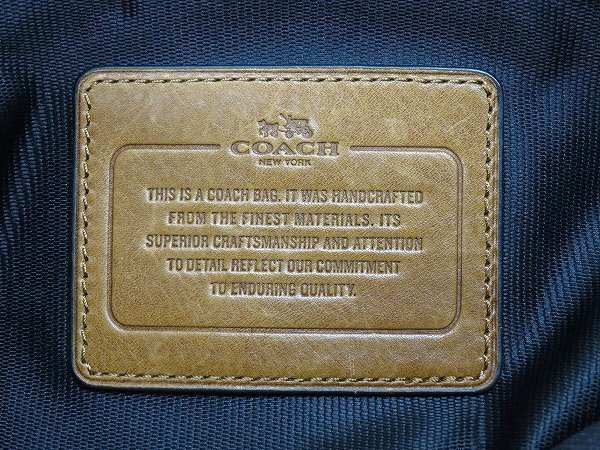 COACH
NEW YORK
THIS IS A COACH BAG. IT WAS HANDCRAFTED
FROM THE FINEST MATERIALS. ITS
SUPERIOR CRAFTSMANSHIP AND ATTENTION
TO DETAIL REFLECT OUR COMMITMENT
TO ENDURING QUALITY.